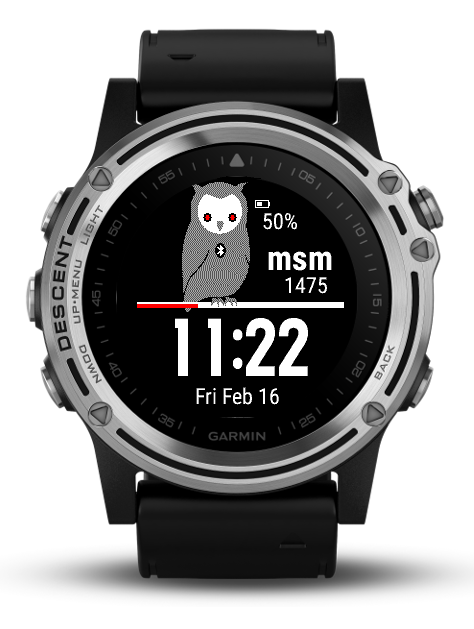 50%
msm
1475
11:22
Fri Feb 16
GARMIN
DESCENT
LIGHT
UP·MENU
DOWN
BACK
55
05
10
15
20
25
35
40
45
50